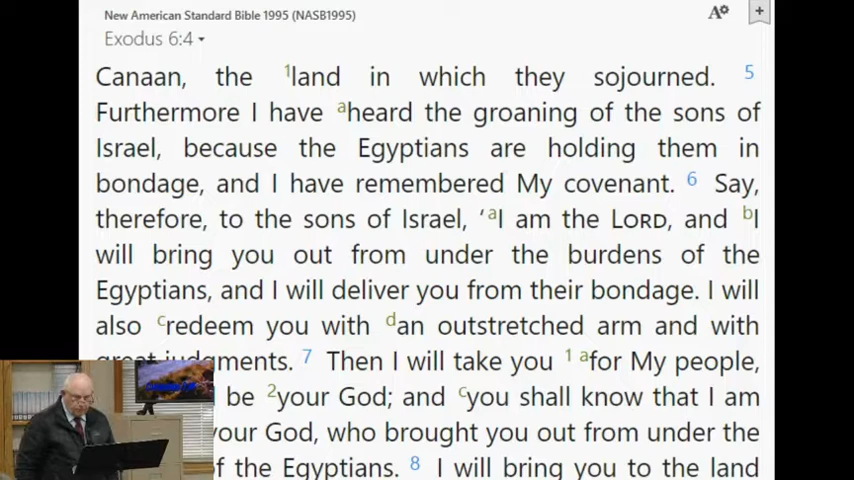 New American Standard Bible 1995 (NASB1995)
Exodus 6:4
Canaan, the 1land in which they sojourned. 5
Furthermore I have aheard the groaning of the sons of
Israel, because the Egyptians are holding them in
bondage, and I have remembered My covenant. 6 Say,
therefore, to the sons of Israel, ‘aI am the LORD, and bI
will bring you out from under the burdens of the
Egyptians, and I will deliver you from their bondage. I will
also credeem you with dan outstretched arm and with
great judgments. 7 Then I will take you 1 afor My people,
be 2your God; and cyou shall know that I am
your God, who brought you out from under the
of the Egyptians. 8 I will bring you to the land